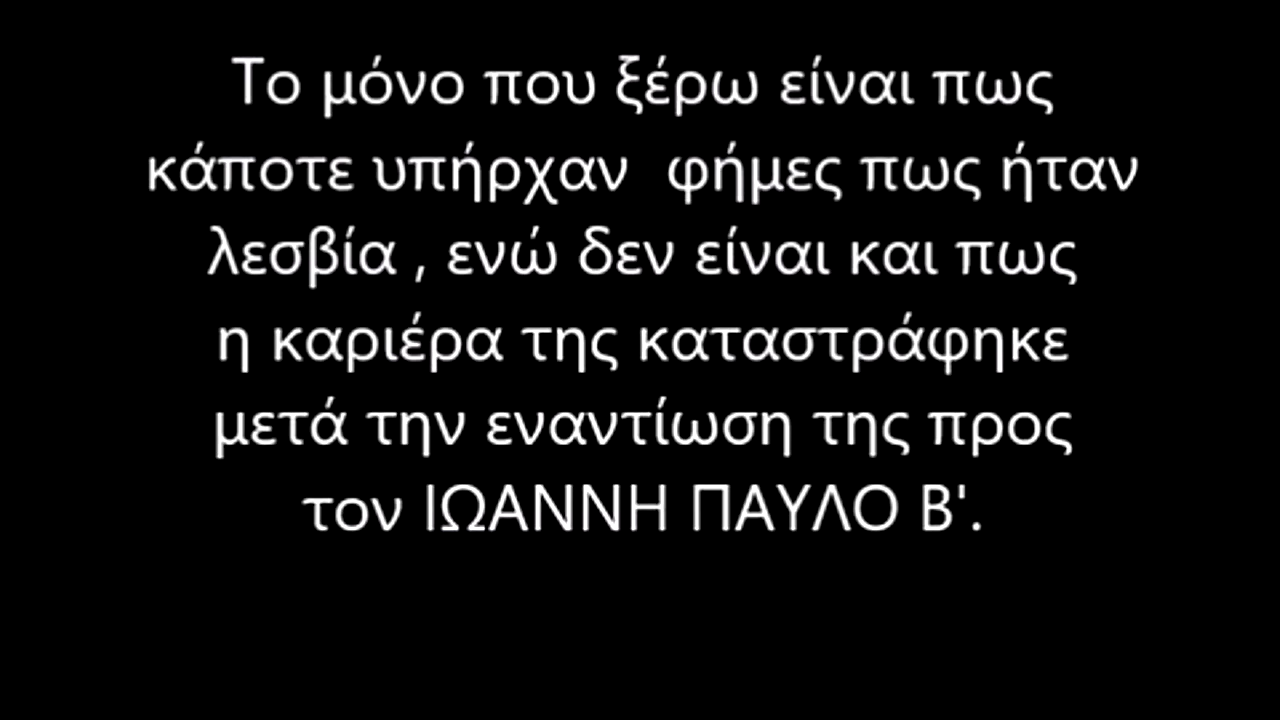 Το μόνο που ξέρω είναι πως
κάποτε υπήρχαν  φήμες πως ήταν
λεσβία , ενώ δεν είναι και πως
η καριέρα της καταστράφηκε
μετά την εναντίωση της προς
τον ΙΩΑΝΝΗ ΠΑΥΛΟ Β'.